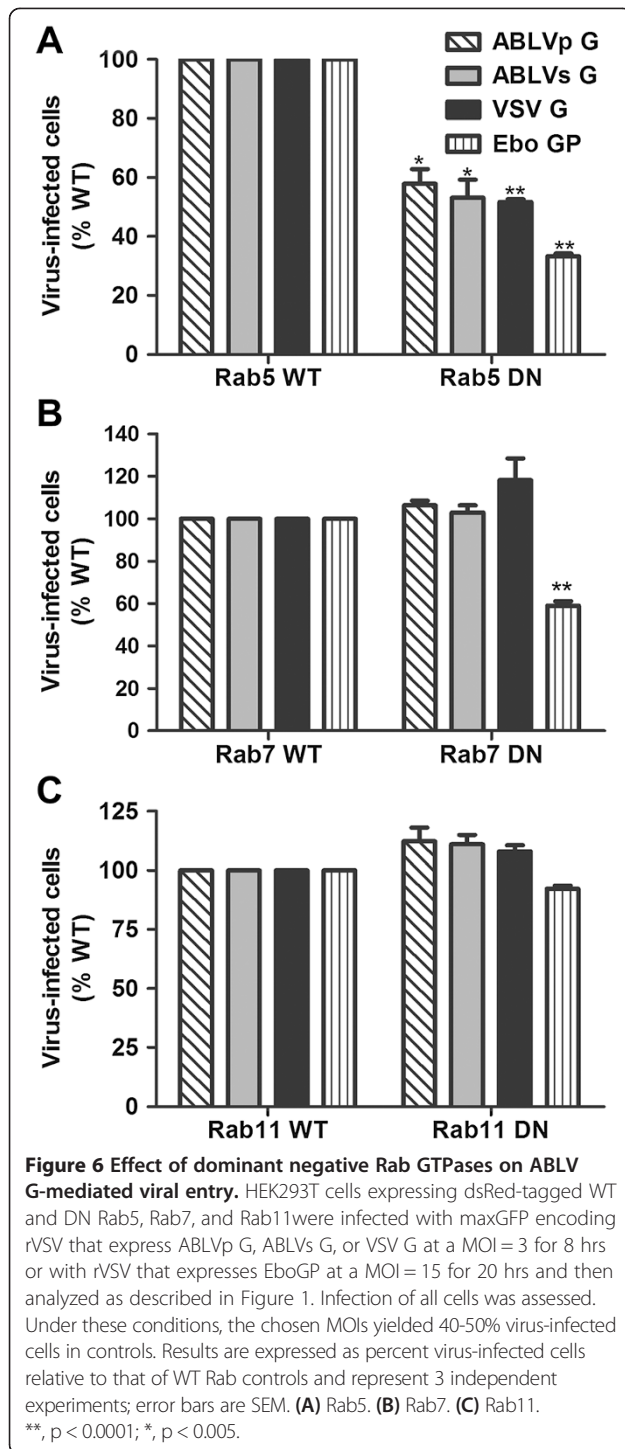 A
ABLVp G
ABLVs G
VSV G
Ebo GP
Virus-infected cells
(% WT)
100
80
60
40
20
0
*
*
**
**
Rab5 WT
Rab5 DN
B
Virus-infected cells
(% WT)
140
120
100
80
60
40
20
0
**
Rab7 WT
Rab7 DN
C
Virus-infected cells
(% WT)
125
100
75
50
25
0
Rab11 WT
Rab11 DN
Figure 6 Effect of dominant negative Rab GTPases on ABLV
G-mediated viral entry. HEK293T cells expressing dsRed-tagged WT
and DN Rab5, Rab7, and Rab11were infected with maxGFP encoding
rVSV that express ABLVp G, ABLVs G, or VSV G at a MOI = 3 for 8 hrs
or with rVSV that expresses EboGP at a MOI = 15 for 20 hrs and then
analyzed as described in Figure 1. Infection of all cells was assessed.
Under these conditions, the chosen MOIs yielded 40-50% virus-infected
cells in controls. Results are expressed as percent virus-infected cells
relative to that of WT Rab controls and represent 3 independent
experiments; error bars are SEM. (A) Rab5. (B) Rab7. (C) Rab11.
**, p < 0.0001; *, p < 0.005.